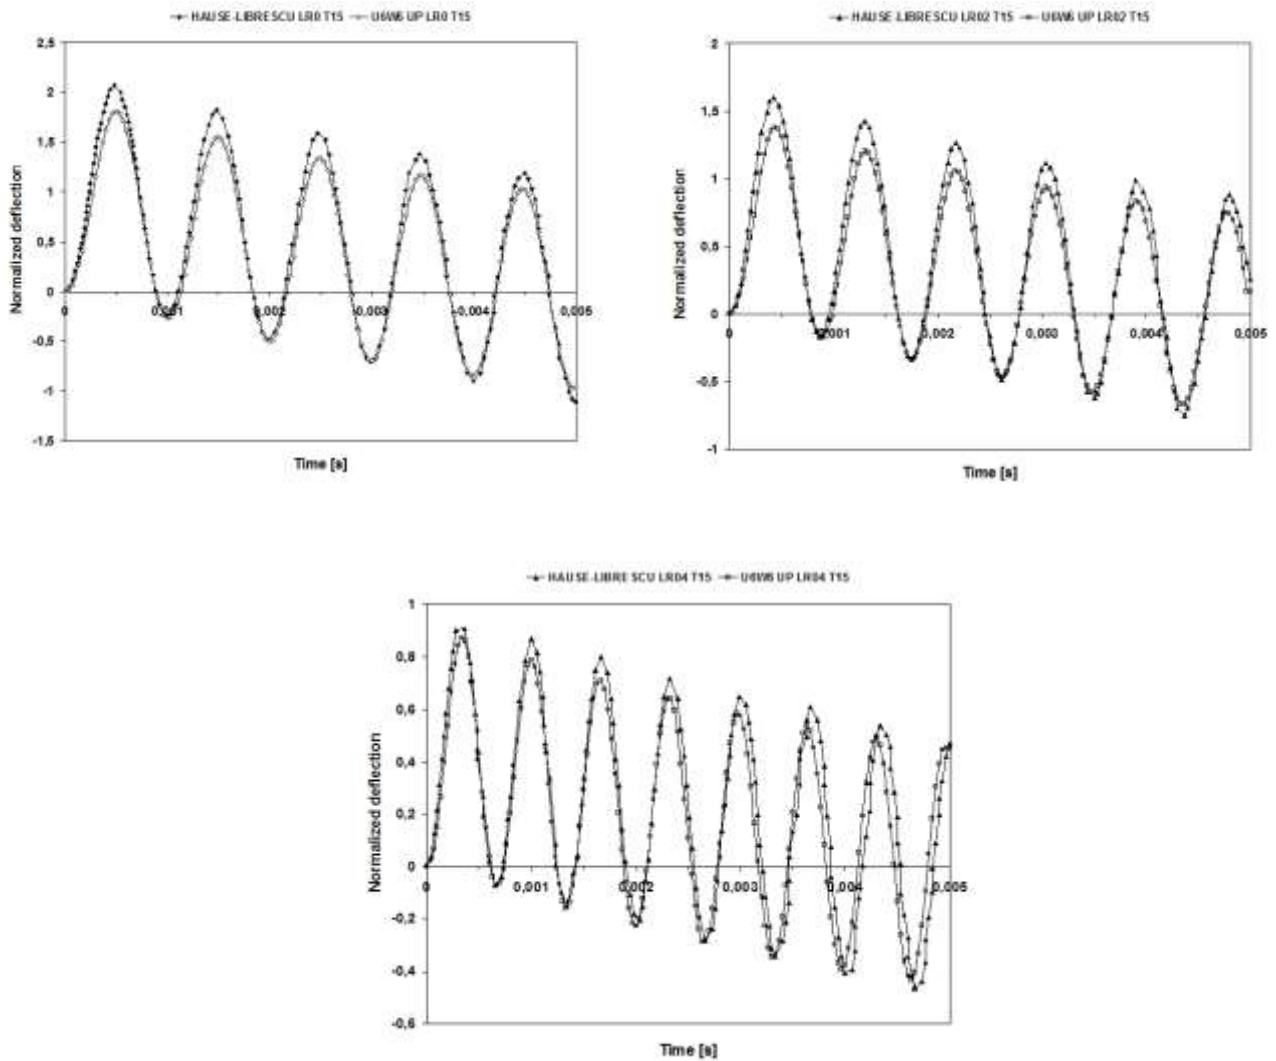 HAUSE-LIBRESCU LR0 T15 U6W6 UP LR0 T15
2,5
2
1,5
1
0,5
0
-0,5
-1
-1,5
Normalized deflection
0 0,001 0,002 0,003 0,004 0,005
Time [s]
HAUSE-LIBRESCU LR02 T15 U6W6 UP LR02 T15
2
1,5
1
0,5
0
-0,5
-1
Normalized deflection
0 0,001 0,002 0,003 0,004 0,005
Time [s]
HAUSE-LIBRESCU LR04 T15 U6W6 UP LR04 T15
1
0,8
0,6
0,4
0,2
0
-0,2
-0,4
-0,6
Normalized deflection
0 0,001 0,002 0,003 0,004 0,005
Time [s]